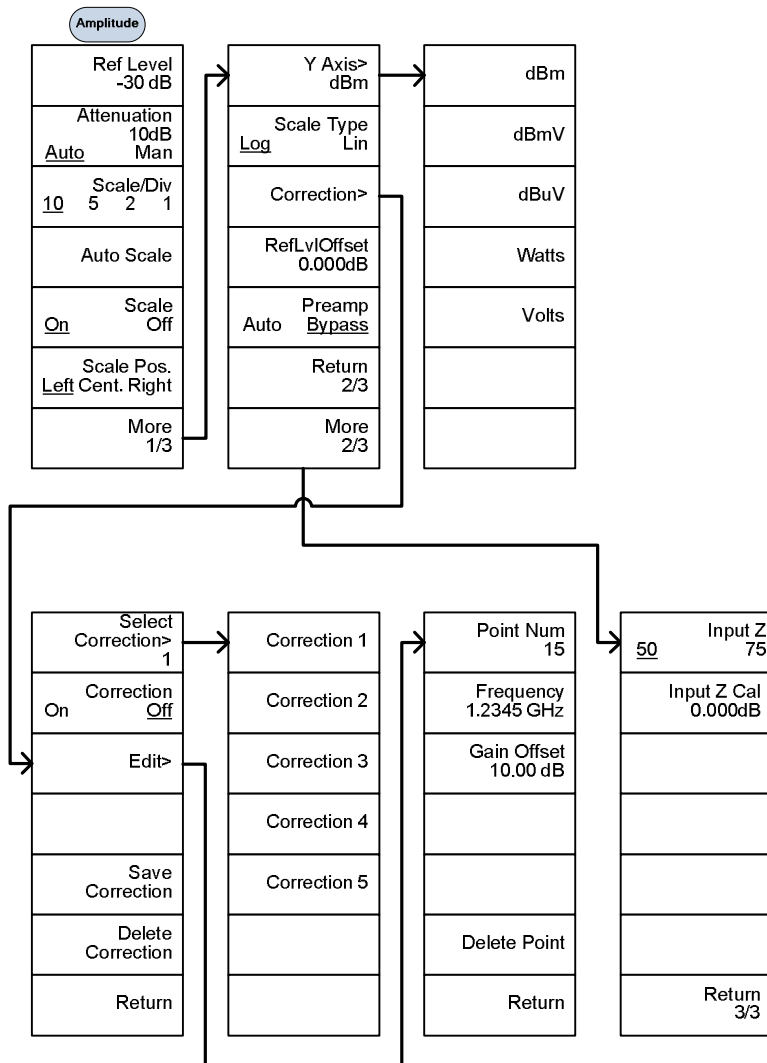 Amplitude
Ref Level
-30 dB
Attenuation
10dB
Auto Man
Scale/Div
10 5 2 1
Auto Scale
Scale
On Off
Scale Pos.
Left Cent. Right
More
1/3
Y Axis>
dBm
Scale Type
Log Lin
Correction>
RefLvlOffset
0.000dB
Preamp
Auto Bypass
Return
2/3
More
2/3
dBm
dBmV
dBuV
Watts
Volts
Select
Correction>
1
Correction
On Off
Edit>
Save
Correction
Delete
Correction
Return
Correction 1
Correction 2
Correction 3
Correction 4
Correction 5
Point Num
15
Frequency
1.2345 GHz
Gain Offset
10.00 dB
Delete Point
Return
Input Z
50 75
Input Z Cal
0.000dB
Return
3/3